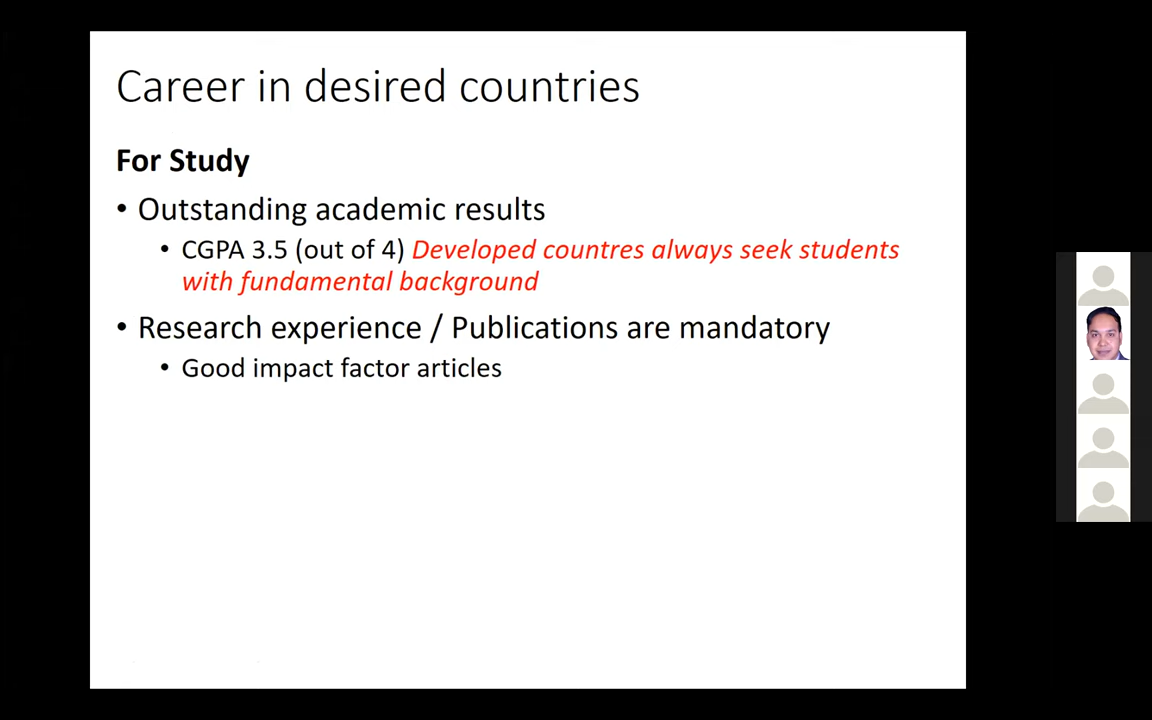 Career in desired countries
For Study
• Outstanding academic results
• CGPA 3.5 (out of 4) Developed countres always seek students
with fundamental background
• Research experience / Publications are mandatory
• Good impact factor articles